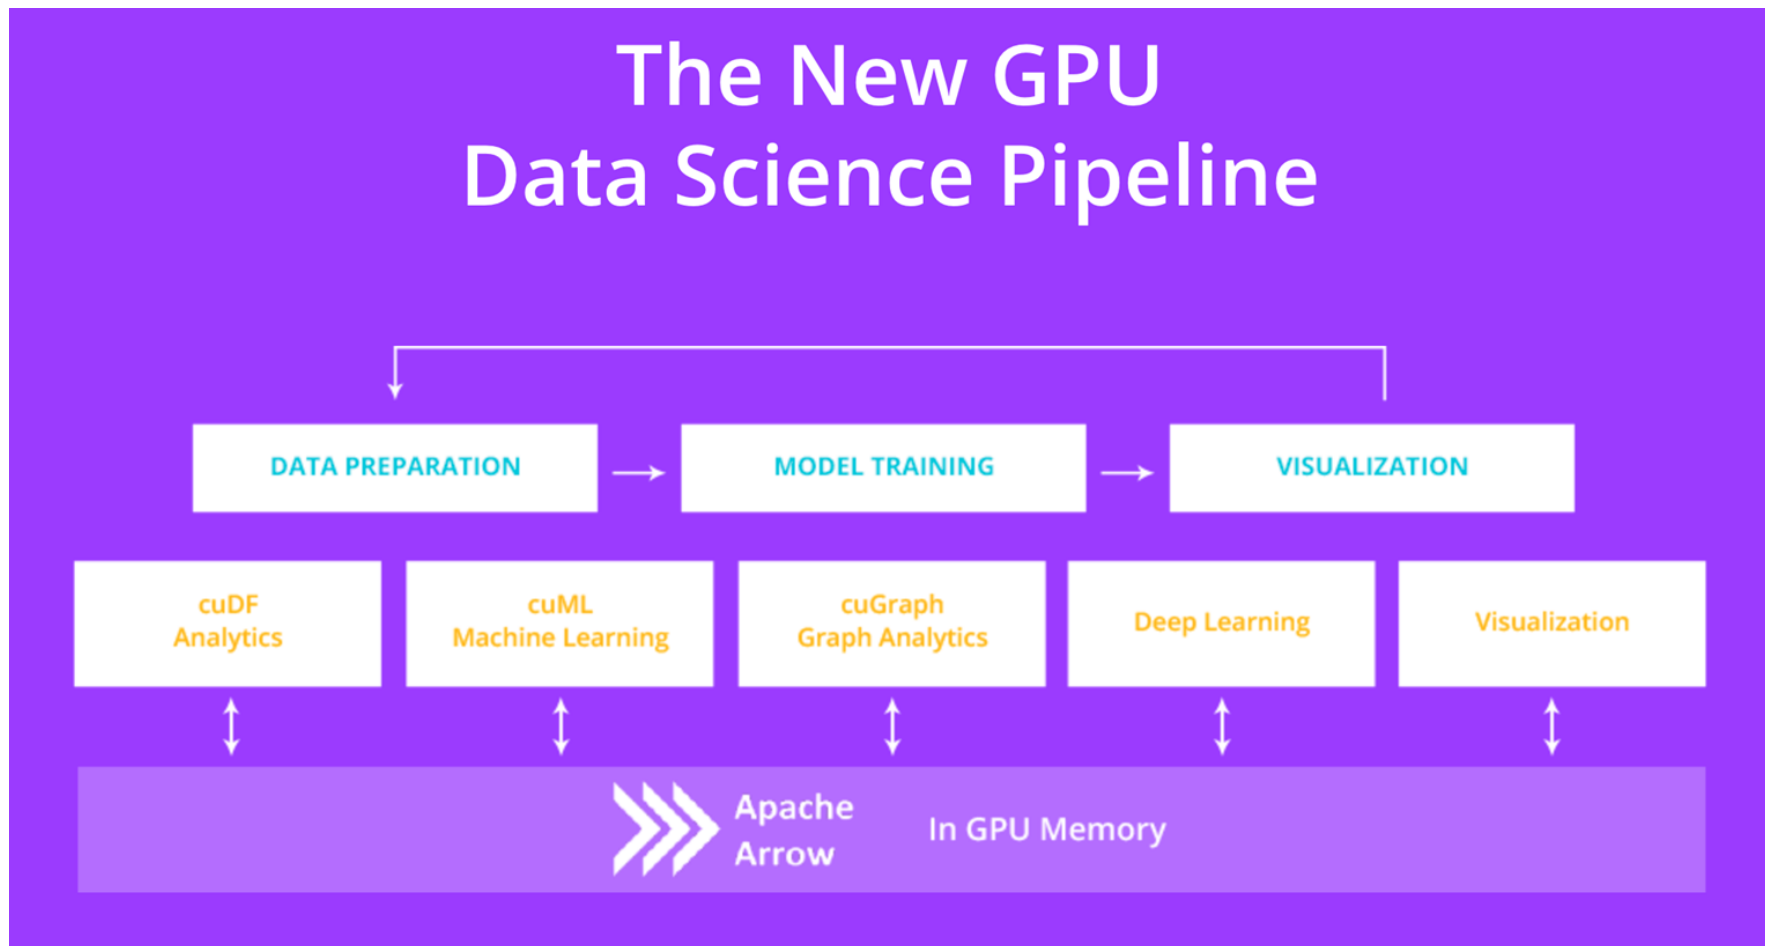 The New GPU
Data Science Pipeline
DATA PREPARATION
MODEL TRAINING
VISUALIZATION
cuDF
Analytics
cuML
Machine Learning
cuGraph
Graph Analytics
Deep Learning
Visualization
Apache
Arrow
In GPU Memory